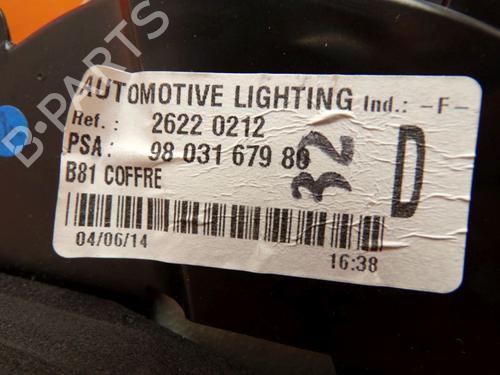 B-PARTS
AUTOMOTIVE LIGHTING Ind.: -F-
Ref. : 2622 0212
PSA : 98 031 679 80
B81 COFFRE
32
D
04/06/14
16:38